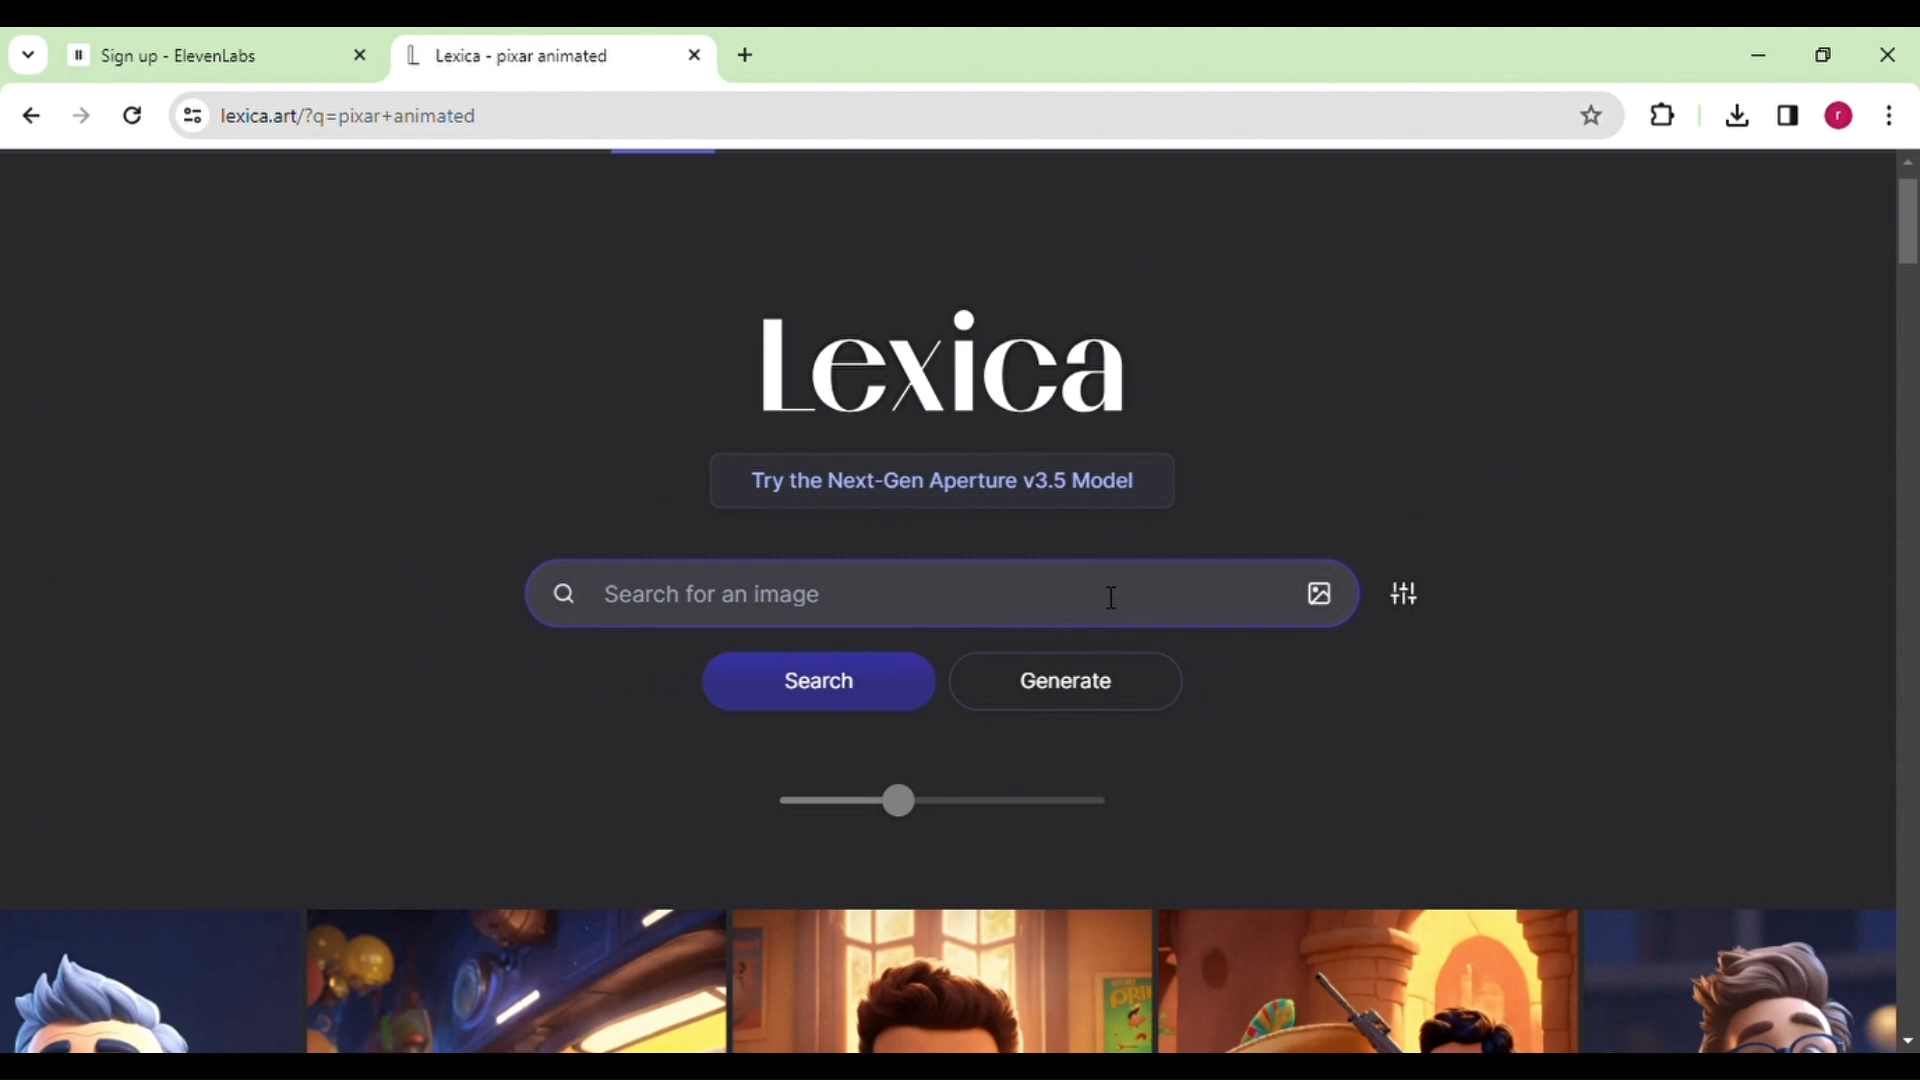 Sign up - ElevenLabs
Lexica - pixar animated
lexica.art/?q=pixar+animated
r
Lexica
Try the Next-Gen Aperture v3.5 Model
Search for an image
Search
Generate